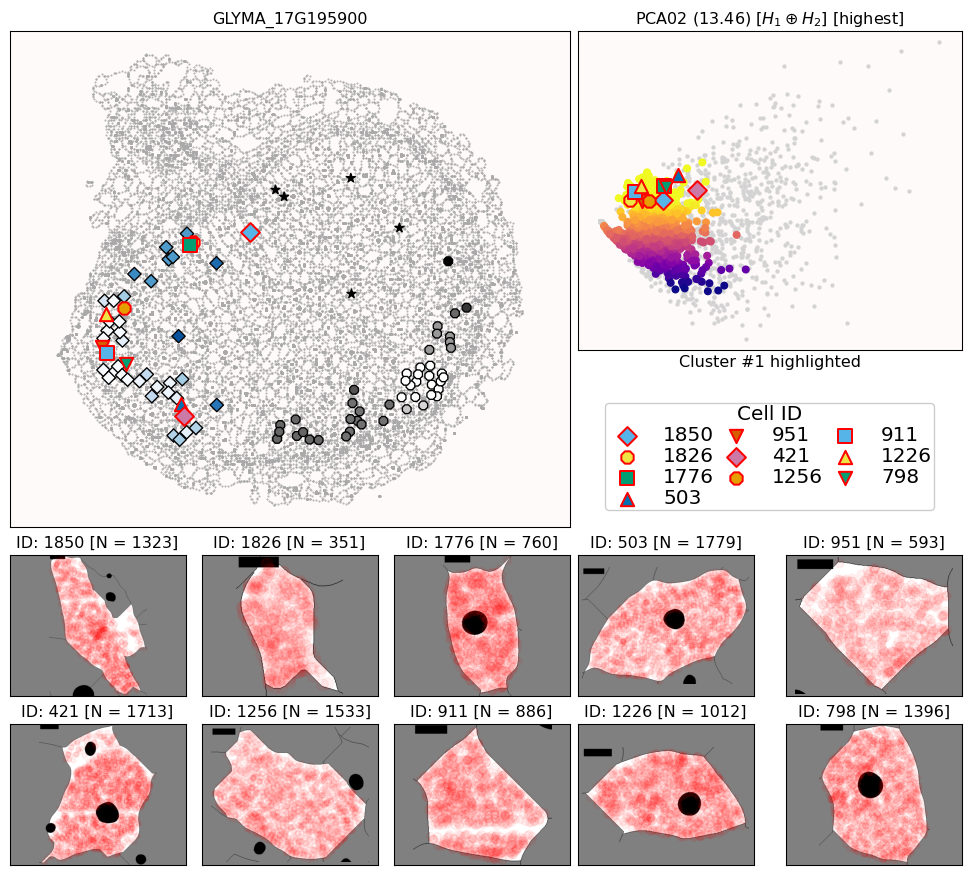 GLYMA_17G195900
PCA02 (13.46) [H₁ ⊕ H₂] [highest]
Cluster #1 highlighted
Cell ID
1850 951 911
1826 421 1226
1776 1256 798
503
ID: 1850 [N = 1323]
ID: 1826 [N = 351]
ID: 1776 [N = 760]
ID: 503 [N = 1779]
ID: 951 [N = 593]
ID: 421 [N = 1713]
ID: 1256 [N = 1533]
ID: 911 [N = 886]
ID: 1226 [N = 1012]
ID: 798 [N = 1396]